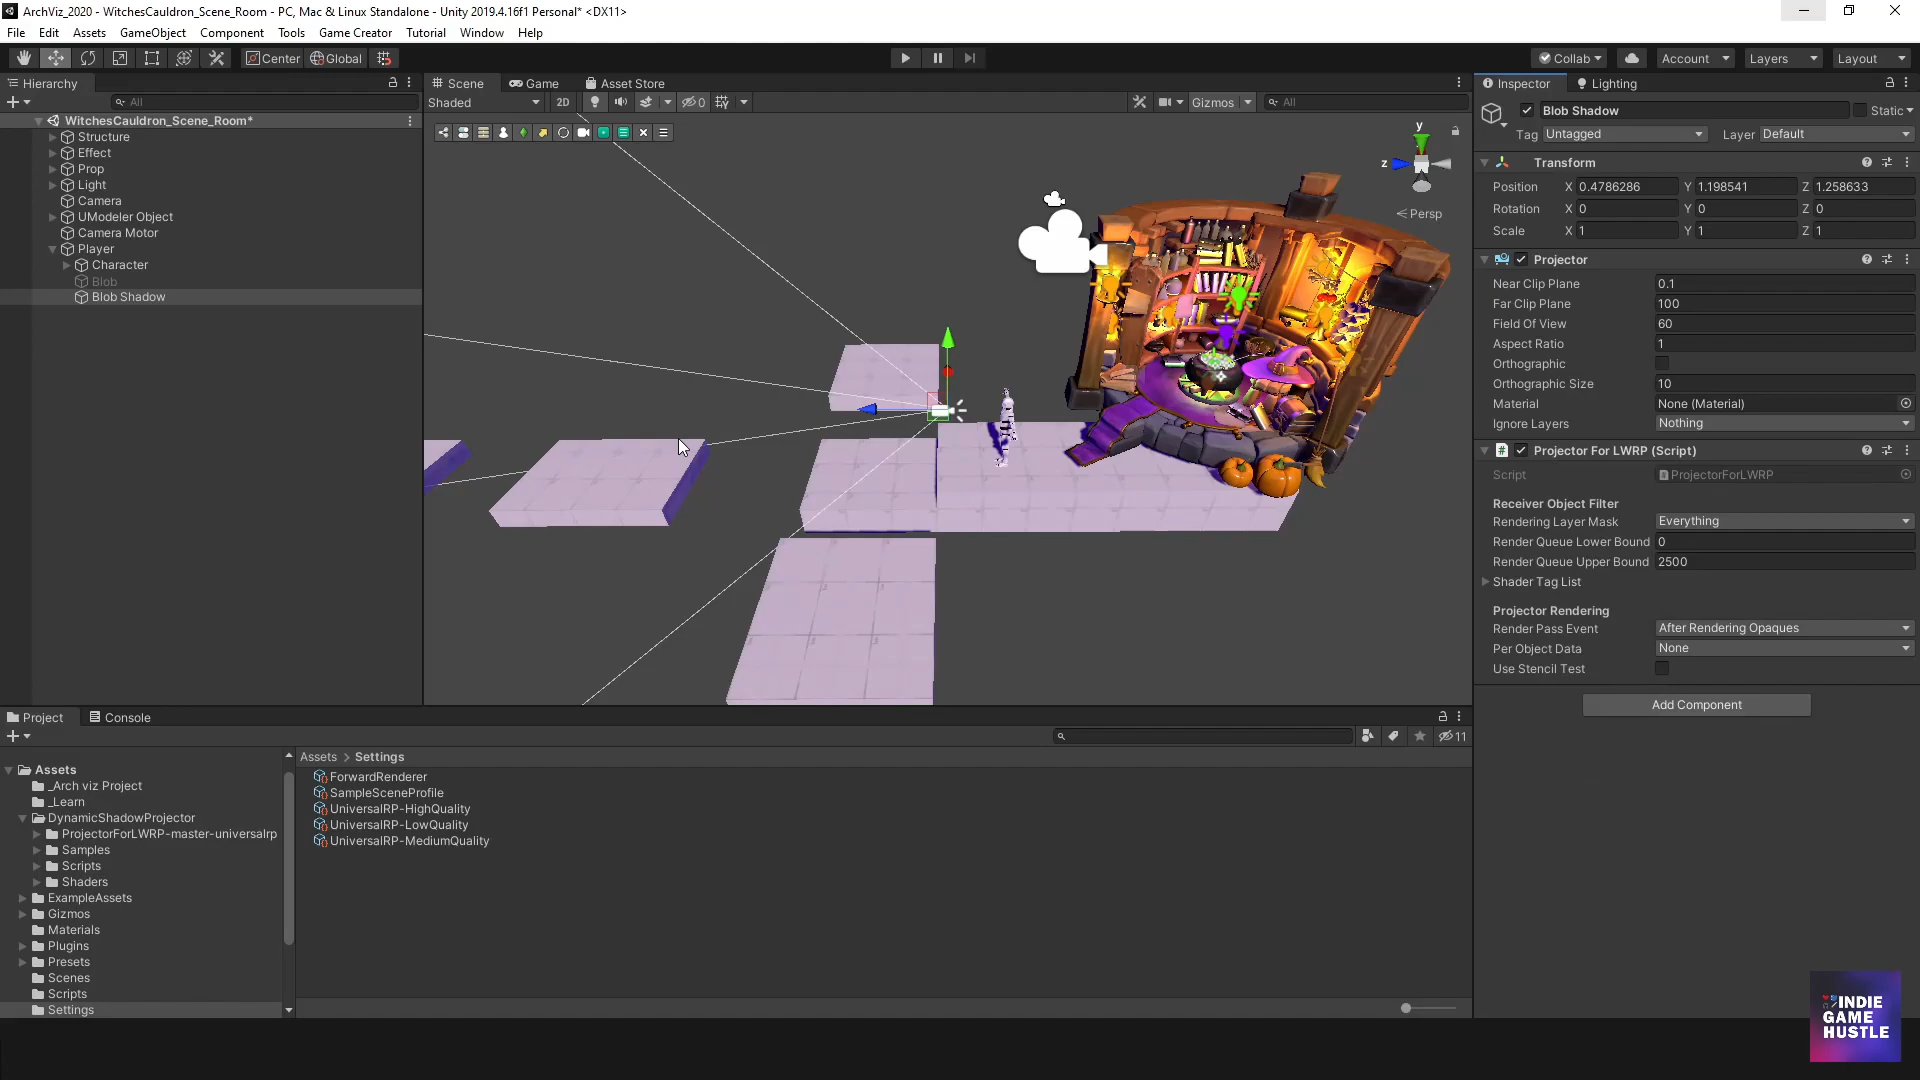 ArchViz_2020 - WitchesCauldron_Scene_Room - PC, Mac & Linux Standalone - Unity 2019.4.16f1 Personal* <DX11>
File Edit Assets GameObject Component Tools Game Creator Tutorial Window Help
Center Global Collab Account Layers Layout
Hierarchy
All
WitchesCauldron_Scene_Room*
Structure
Effect
Prop
Light
Camera
UModeler Object
Camera Motor
Player
Character
Blob
Blob Shadow
Scene Game Asset Store
Shaded 2D 0 Gizmos All
y
z
Persp
Inspector Lighting
Blob Shadow Static
Tag Untagged Layer Default
Transform
Position X 0.4786286 Y 1.198541 Z 1.258633
Rotation X 0 Y 0 Z 0
Scale X 1 Y 1 Z 1
Projector
Near Clip Plane 0.1
Far Clip Plane 100
Field Of View 60
Aspect Ratio 1
Orthographic
Orthographic Size 10
Material None (Material)
Ignore Layers Nothing
Projector For LWRP (Script)
Script ProjectorForLWRP
Receiver Object Filter
Rendering Layer Mask Everything
Render Queue Lower Bound 0
Render Queue Upper Bound 2500
Shader Tag List
Projector Rendering
Render Pass Event After Rendering Opaques
Per Object Data None
Use Stencil Test
Add Component
Project Console
11
Assets
_Arch viz Project
_Learn
DynamicShadowProjector
ProjectorForLWRP-master-universalrp
Samples
Scripts
Shaders
ExampleAssets
Gizmos
Materials
Plugins
Presets
Scenes
Scripts
Settings
Assets > Settings
ForwardRenderer
SampleSceneProfile
UniversalRP-HighQuality
UniversalRP-LowQuality
UniversalRP-MediumQuality
INDIE
GAME
HUSTLE